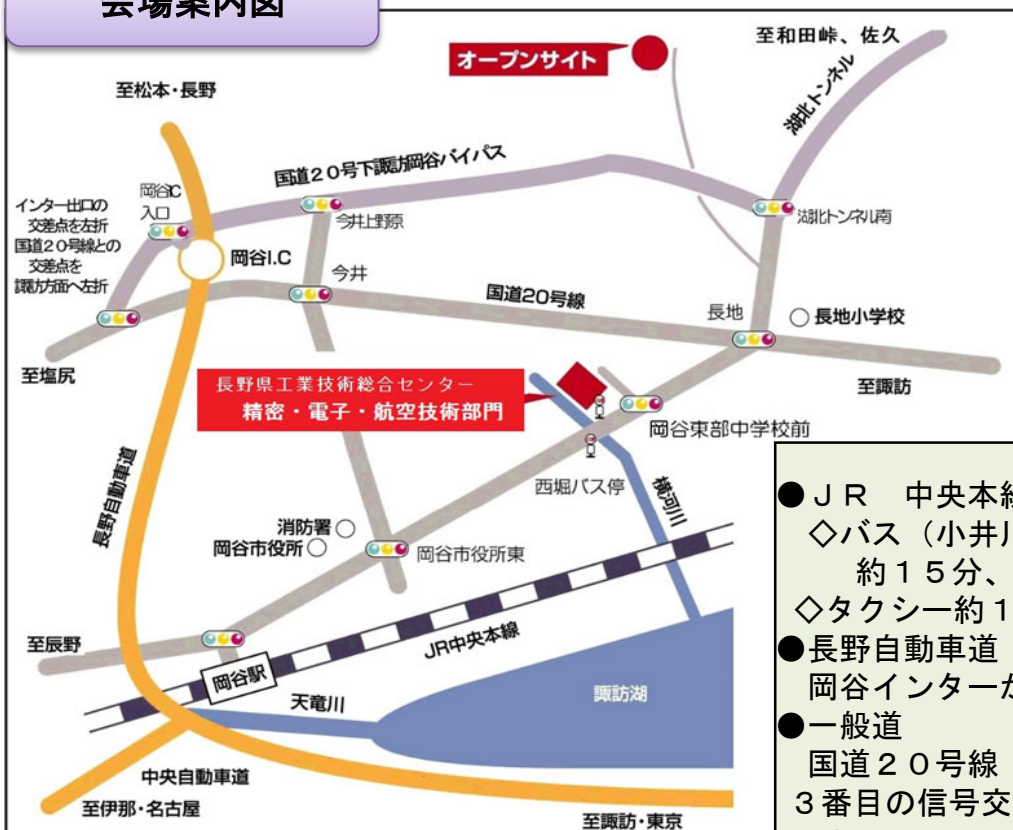 会場案内図
オープンサイト
至和田峠、佐久
湖北トンネル
至松本・長野
国道20号下諏訪岡谷バイパス
岡谷IC
入口
インター出口の
交差点を左折
国道20号線との
交差点を
諏訪方面へ左折
今井上野原
湖北トンネル南
岡谷I.C
今井
国道20号線
長地
長地小学校
至塩尻
至諏訪
長野県工業技術総合センター
精密・電子・航空技術部門
岡谷東部中学校前
西堀バス停
横河川
長野自動車道
消防署
岡谷市役所
岡谷市役所東
至辰野
JR中央本線
岡谷駅
天竜川
諏訪湖
中央自動車道
至伊那・名古屋
至諏訪・東京
●ＪＲ　中央本線
◇バス（小井川
約１５分、
◇タクシー約１
●長野自動車道
岡谷インターか
●一般道
国道２０号線
３番目の信号交